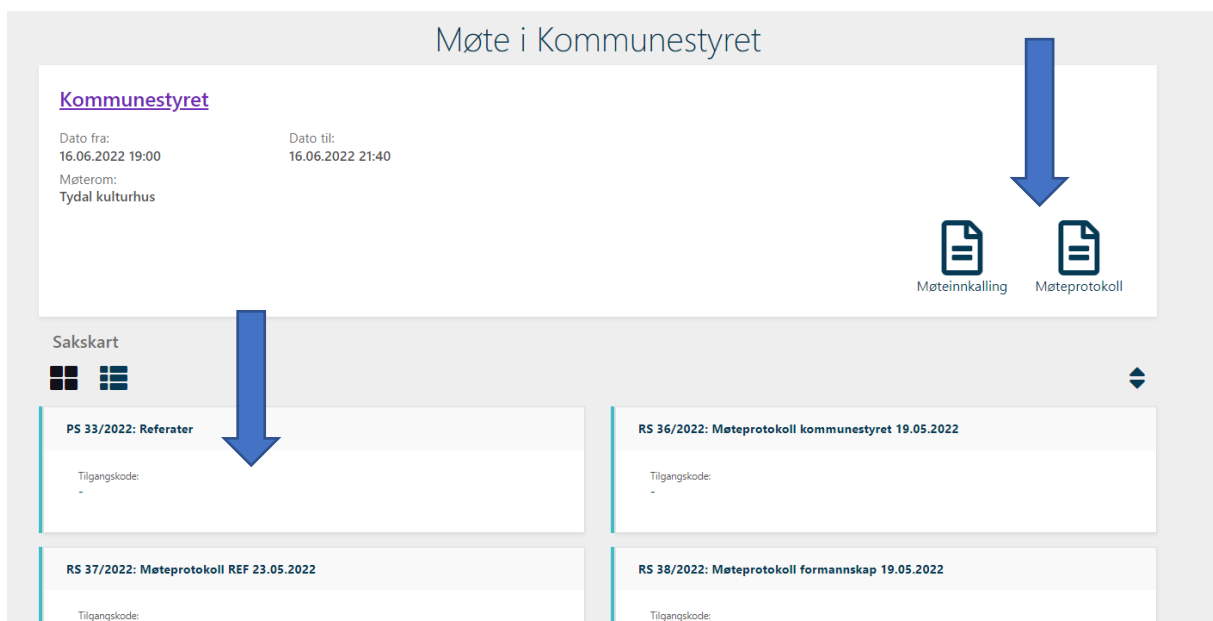 Møte i Kommunestyret
Kommunestyret
Dato fra:
16.06.2022 19:00
Dato til:
16.06.2022 21:40
Møterom:
Tydal kulturhus
Møteinnkalling
Møteprotokoll
Sakskart
PS 33/2022: Referater
Tilgangskode:
-
RS 36/2022: Møteprotokoll kommunestyret 19.05.2022
Tilgangskode:
-
RS 37/2022: Møteprotokoll REF 23.05.2022
Tilgangskode:
RS 38/2022: Møteprotokoll formannskap 19.05.2022
Tilgangskode: